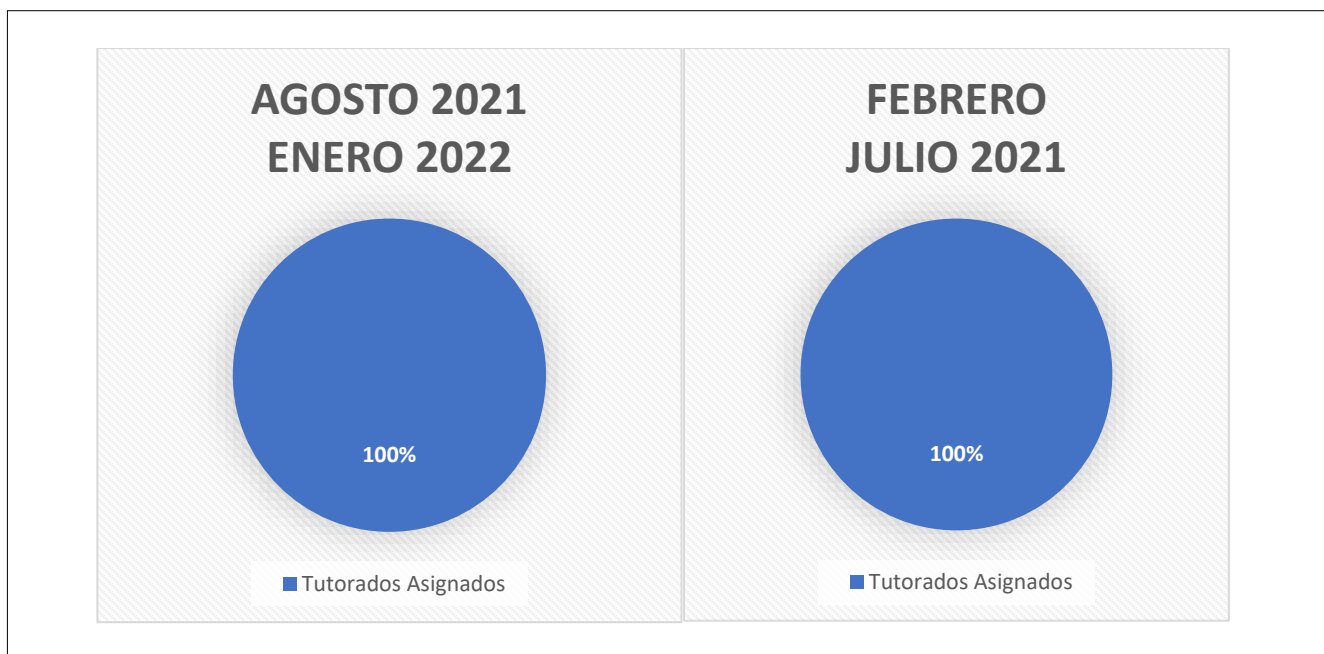 AGOSTO 2021
ENERO 2022
100%
Tutorados Asignados
FEBRERO
JULIO 2021
100%
Tutorados Asignados